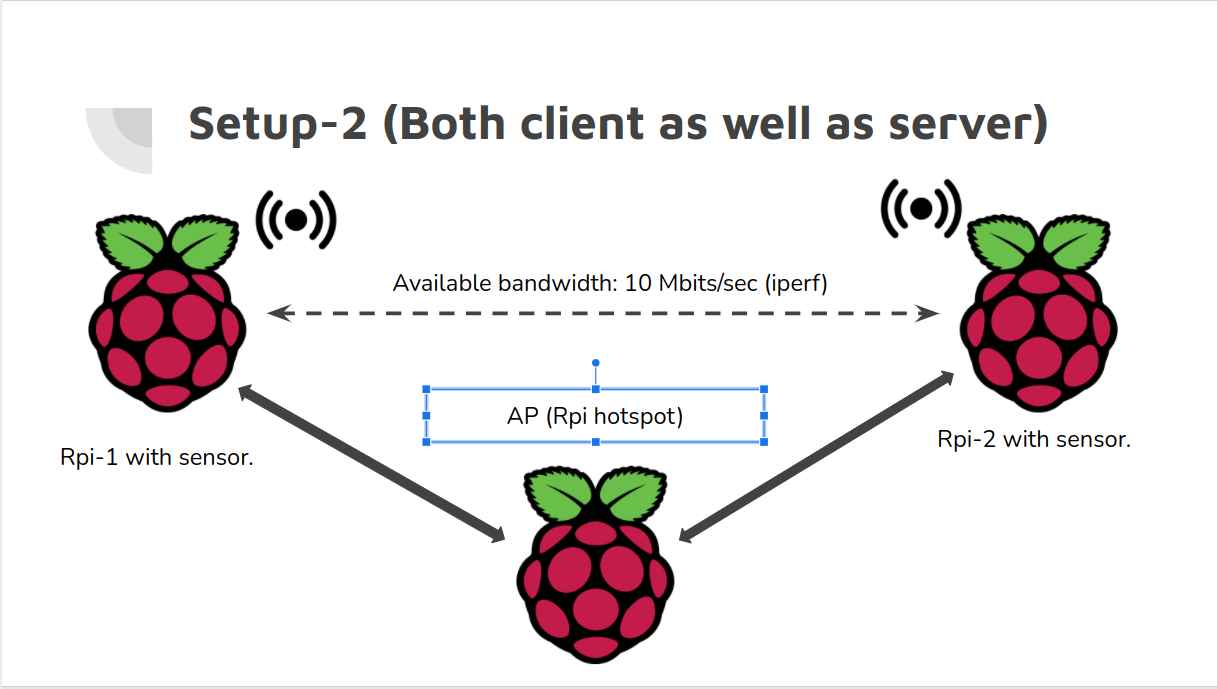 Setup-2 (Both client as well as server)
Available bandwidth: 10 Mbits/sec (iperf)
AP (Rpi hotspot)
Rpi-1 with sensor.
Rpi-2 with sensor.